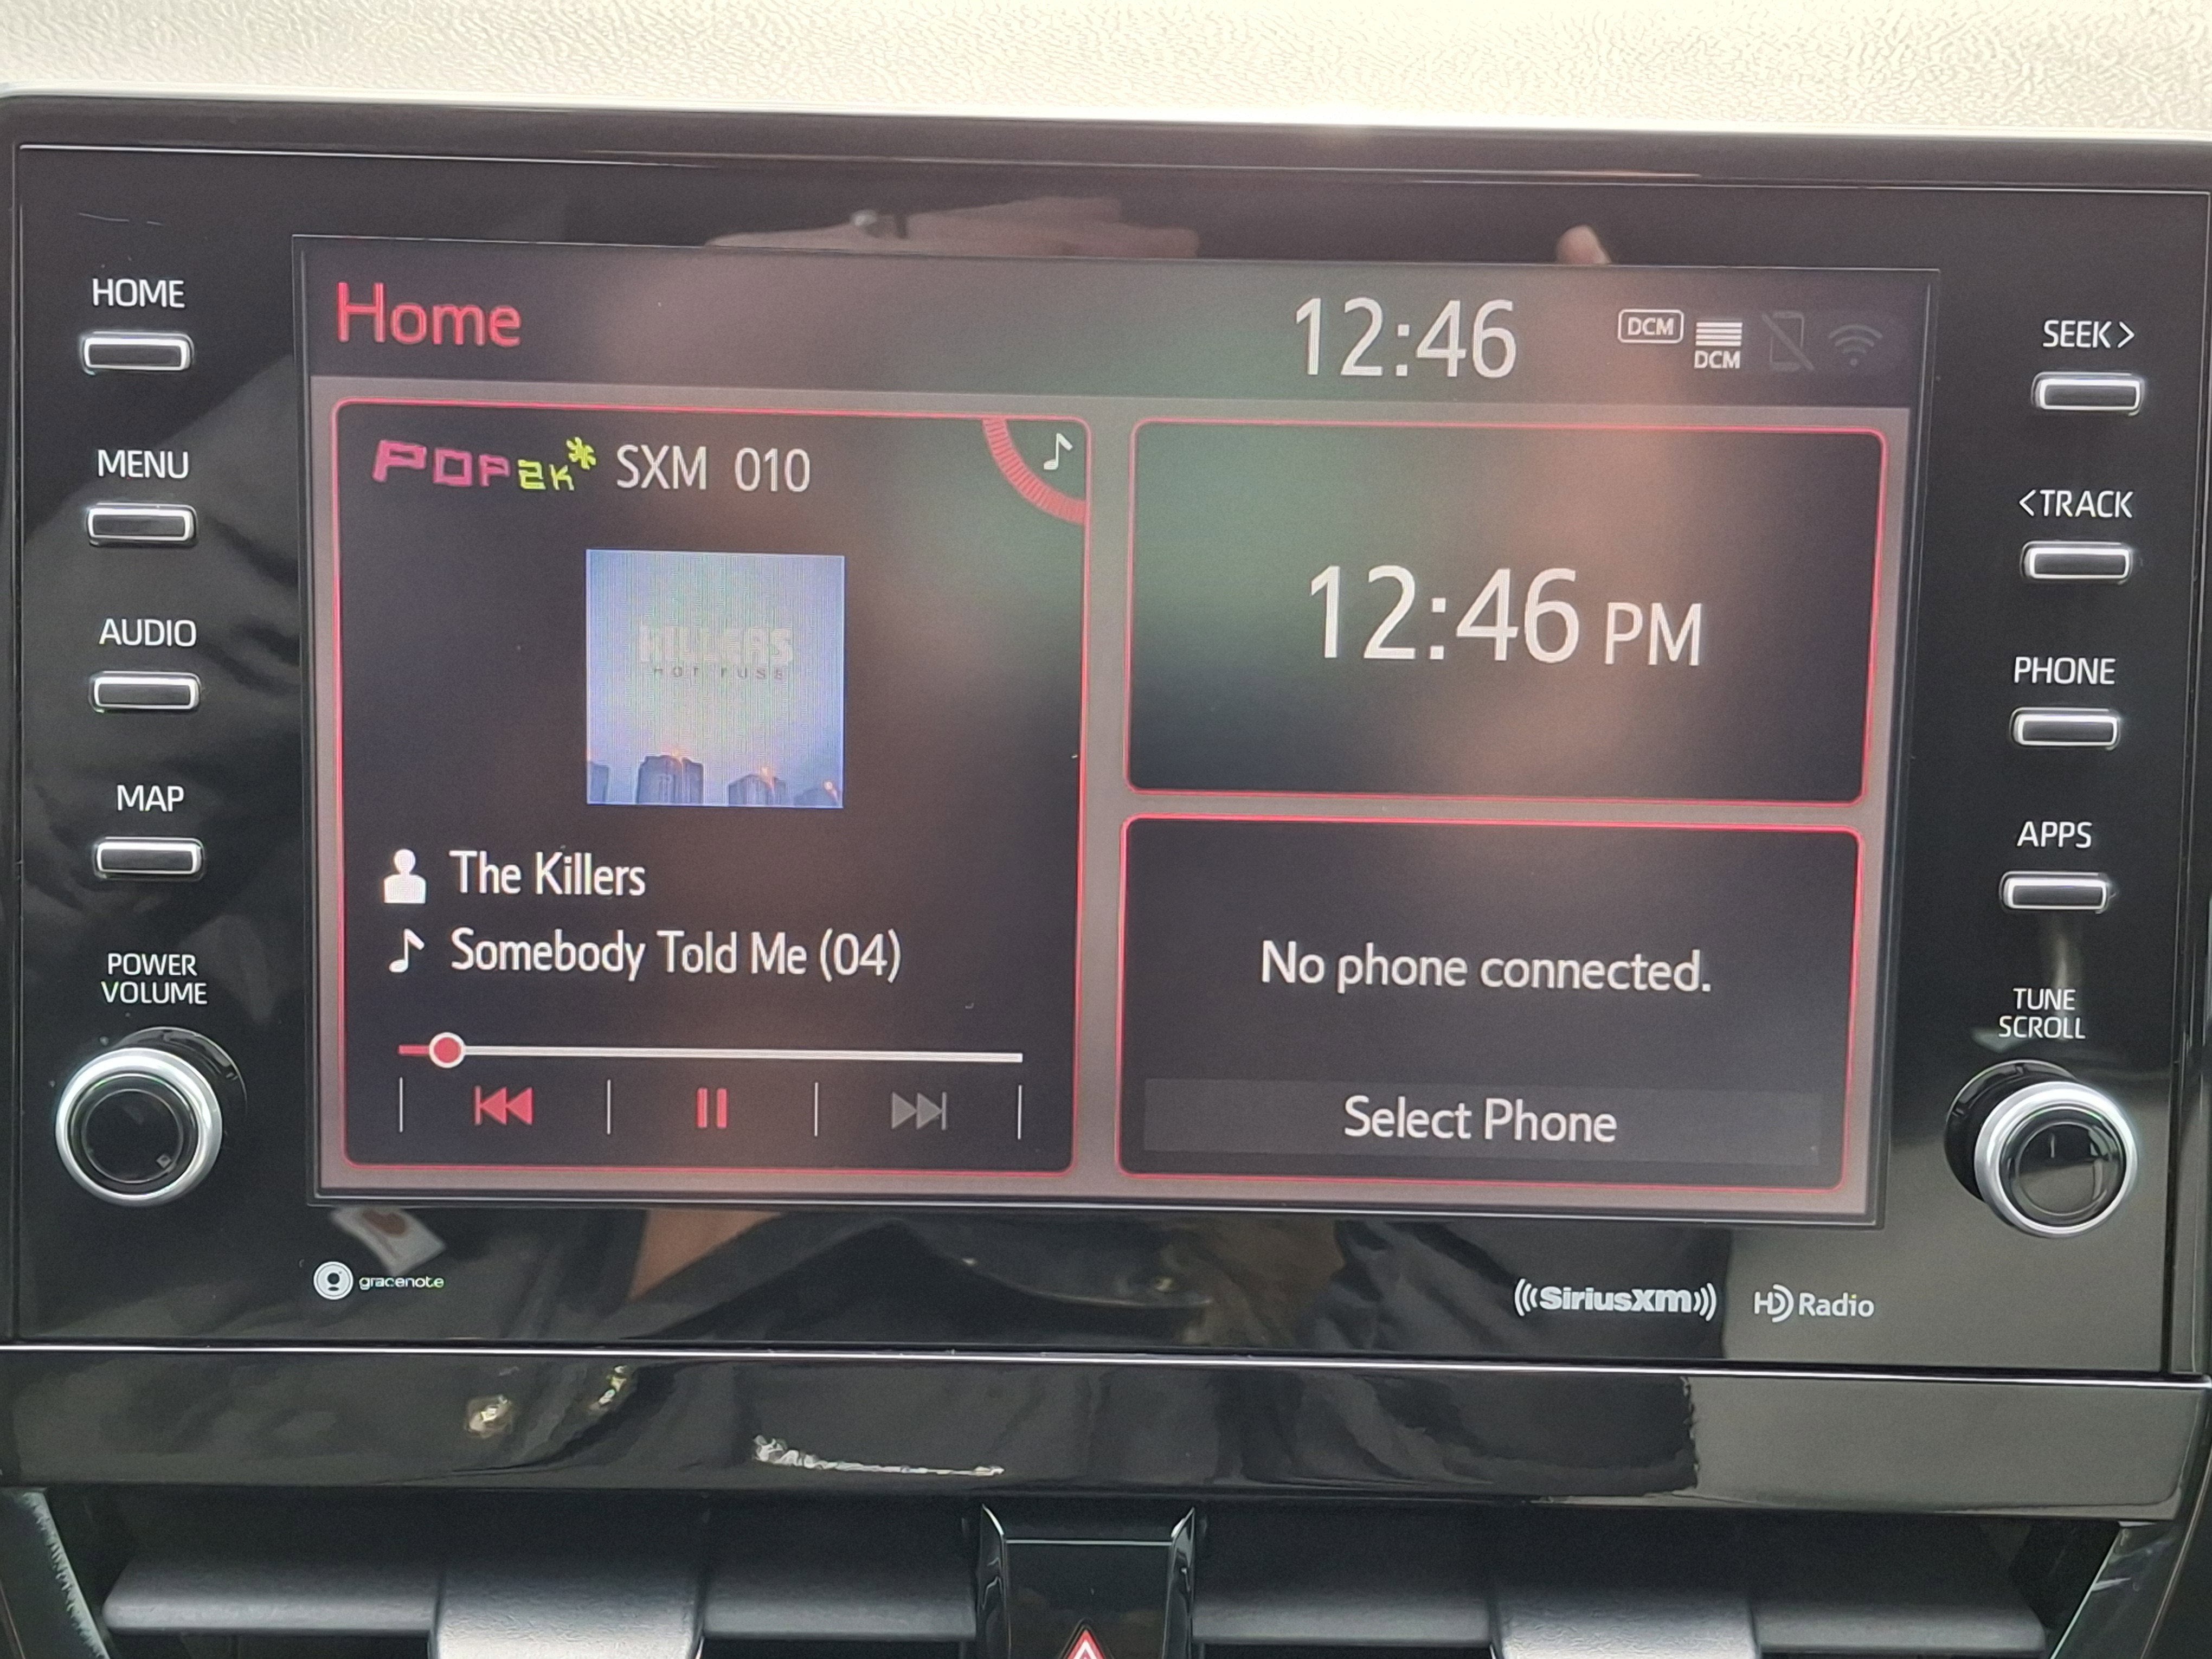 HOME
MENU
AUDIO
MAP
POWER
VOLUME
Home
12:46
DCM
DCM
POP2K SXM 010
KILLERS
HOT FUSS
The Killers
Somebody Told Me (04)
12:46 PM
No phone connected.
Select Phone
SEEK>
<TRACK
PHONE
APPS
TUNE
SCROLL
gracenote
((SiriusXM))
HD Radio